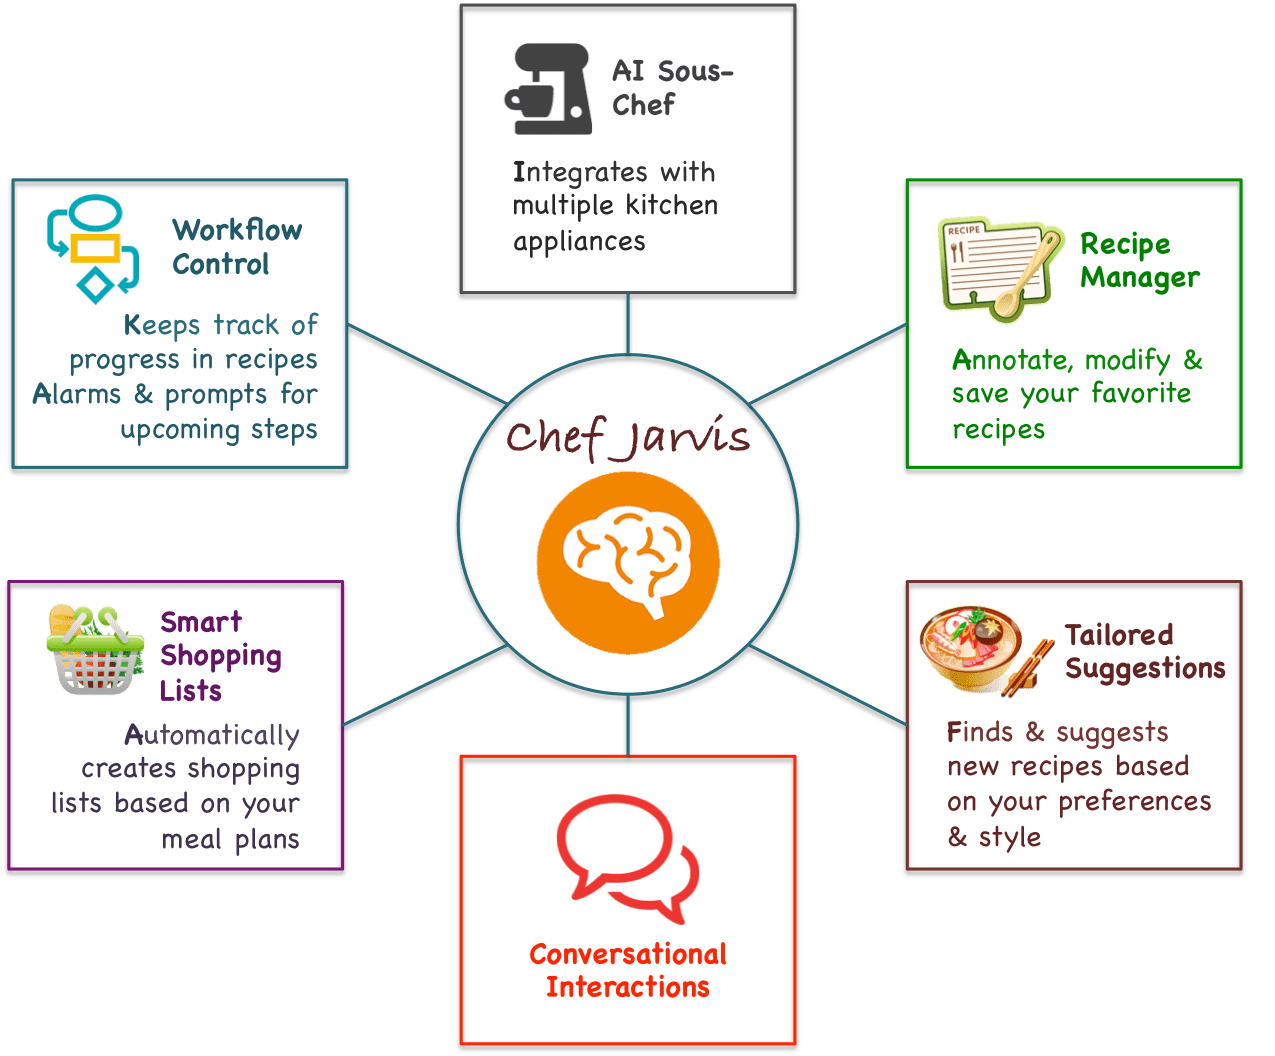 AI Sous-
Chef
Integrates with
multiple kitchen
appliances
Workflow
Control
Keeps track of
progress in recipes
Alarms & prompts for
upcoming steps
RECIPE
Recipe
Manager
Annotate, modify &
save your favorite
recipes
Chef Jarvis
Smart
Shopping
Lists
Automatically
creates shopping
lists based on your
meal plans
Tailored
Suggestions
Finds & suggests
new recipes based
on your preferences
& style
Conversational
Interactions